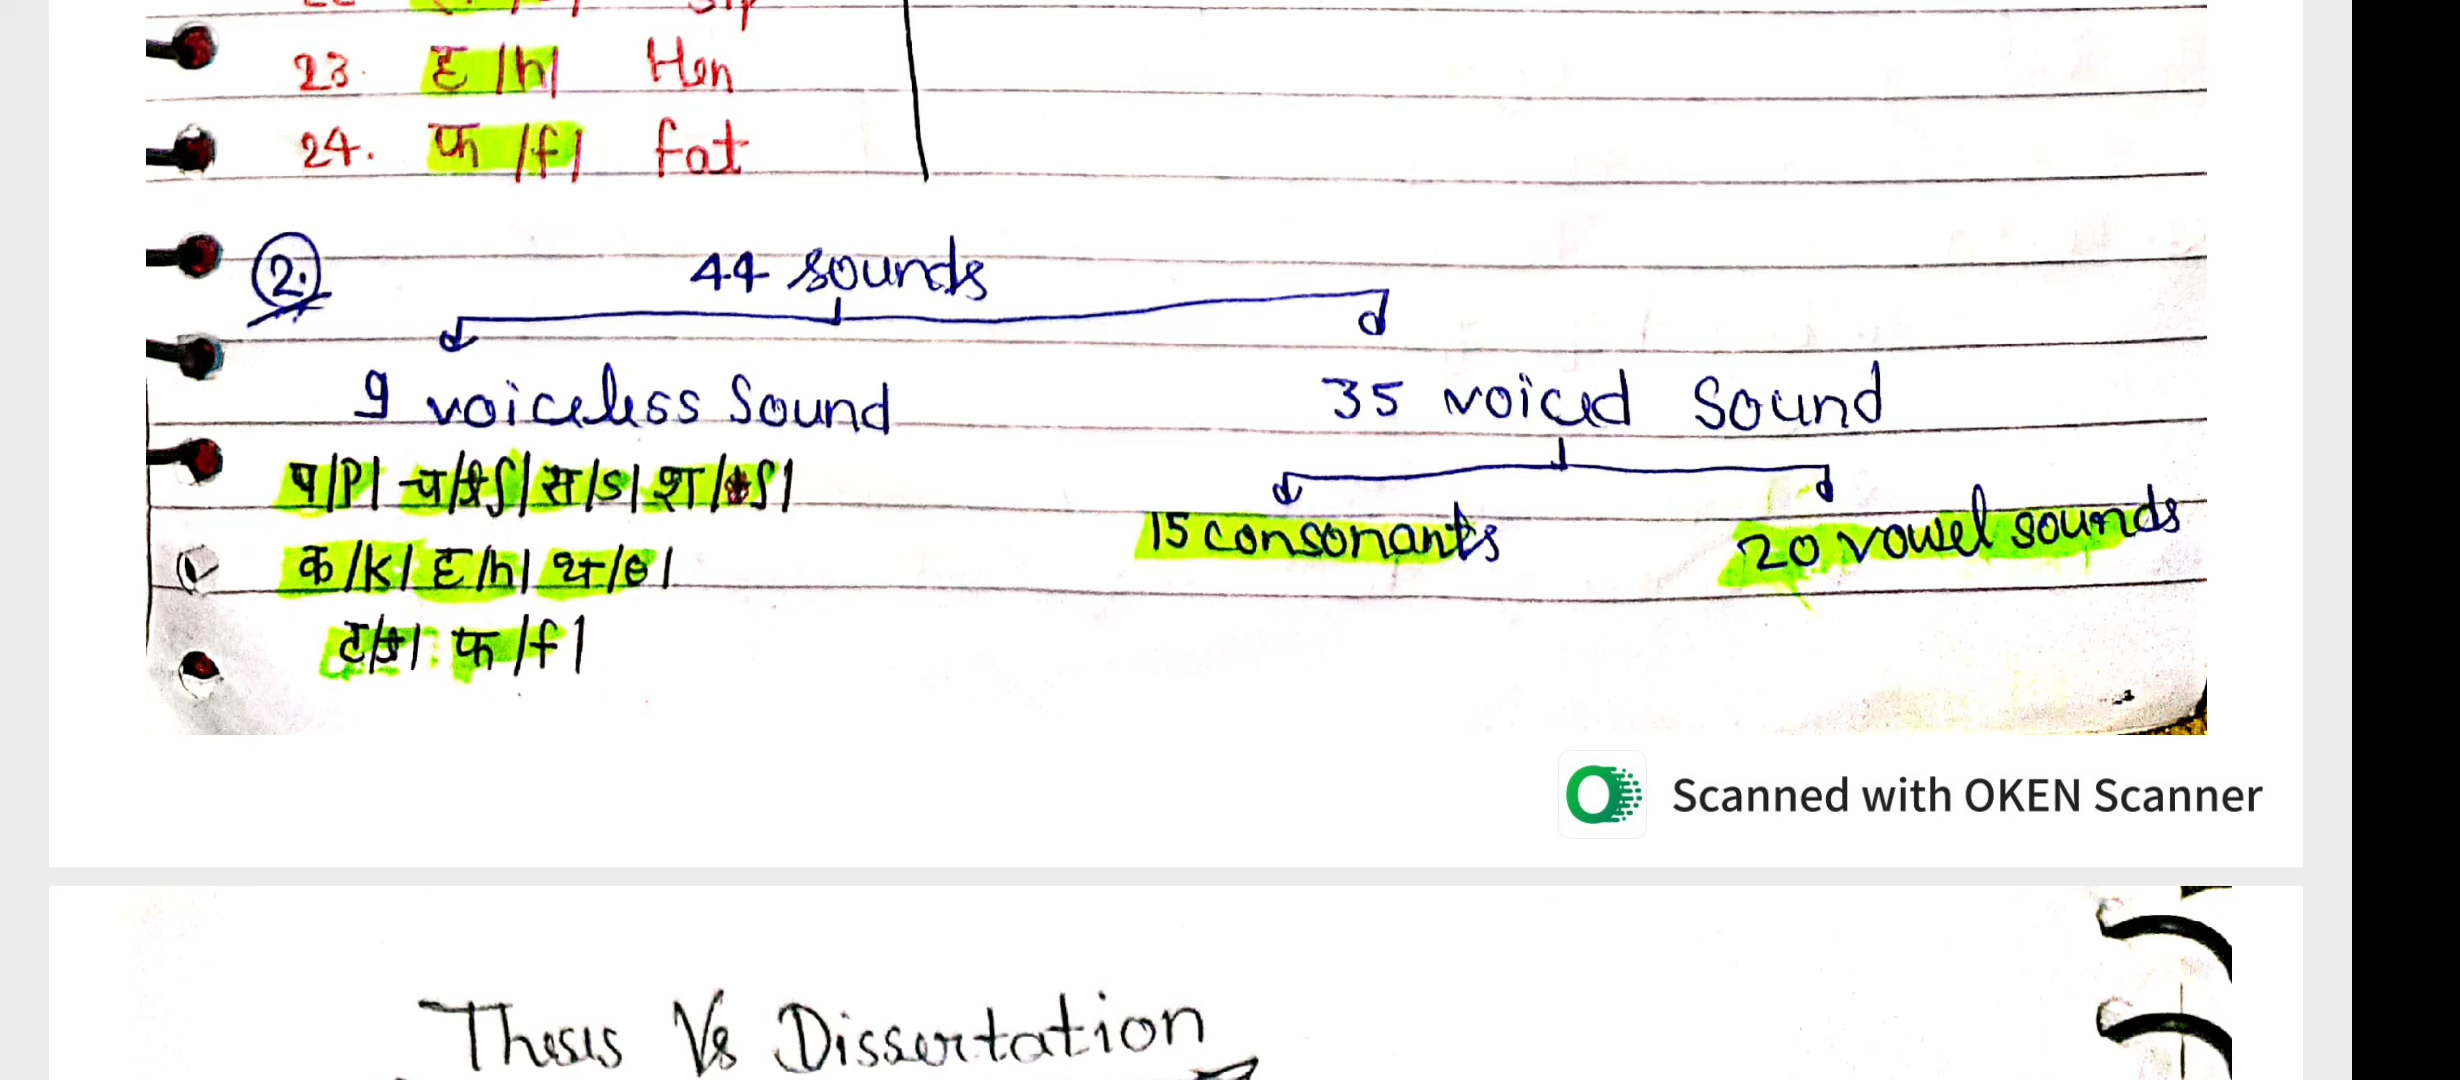 23. ह /h/ Hen
24. फ /f/ fat
2. 44 sounds
9 voiceless Sound 35 voiced Sound
प/P/ च/tʃ/ स/s/ श/ʃ/
15 consonants 20 vowel sounds
क/k/ ह/h/ थ/θ/
ट/t/ फ/f/
Scanned with OKEN Scanner
Thesis Vs Dissertation